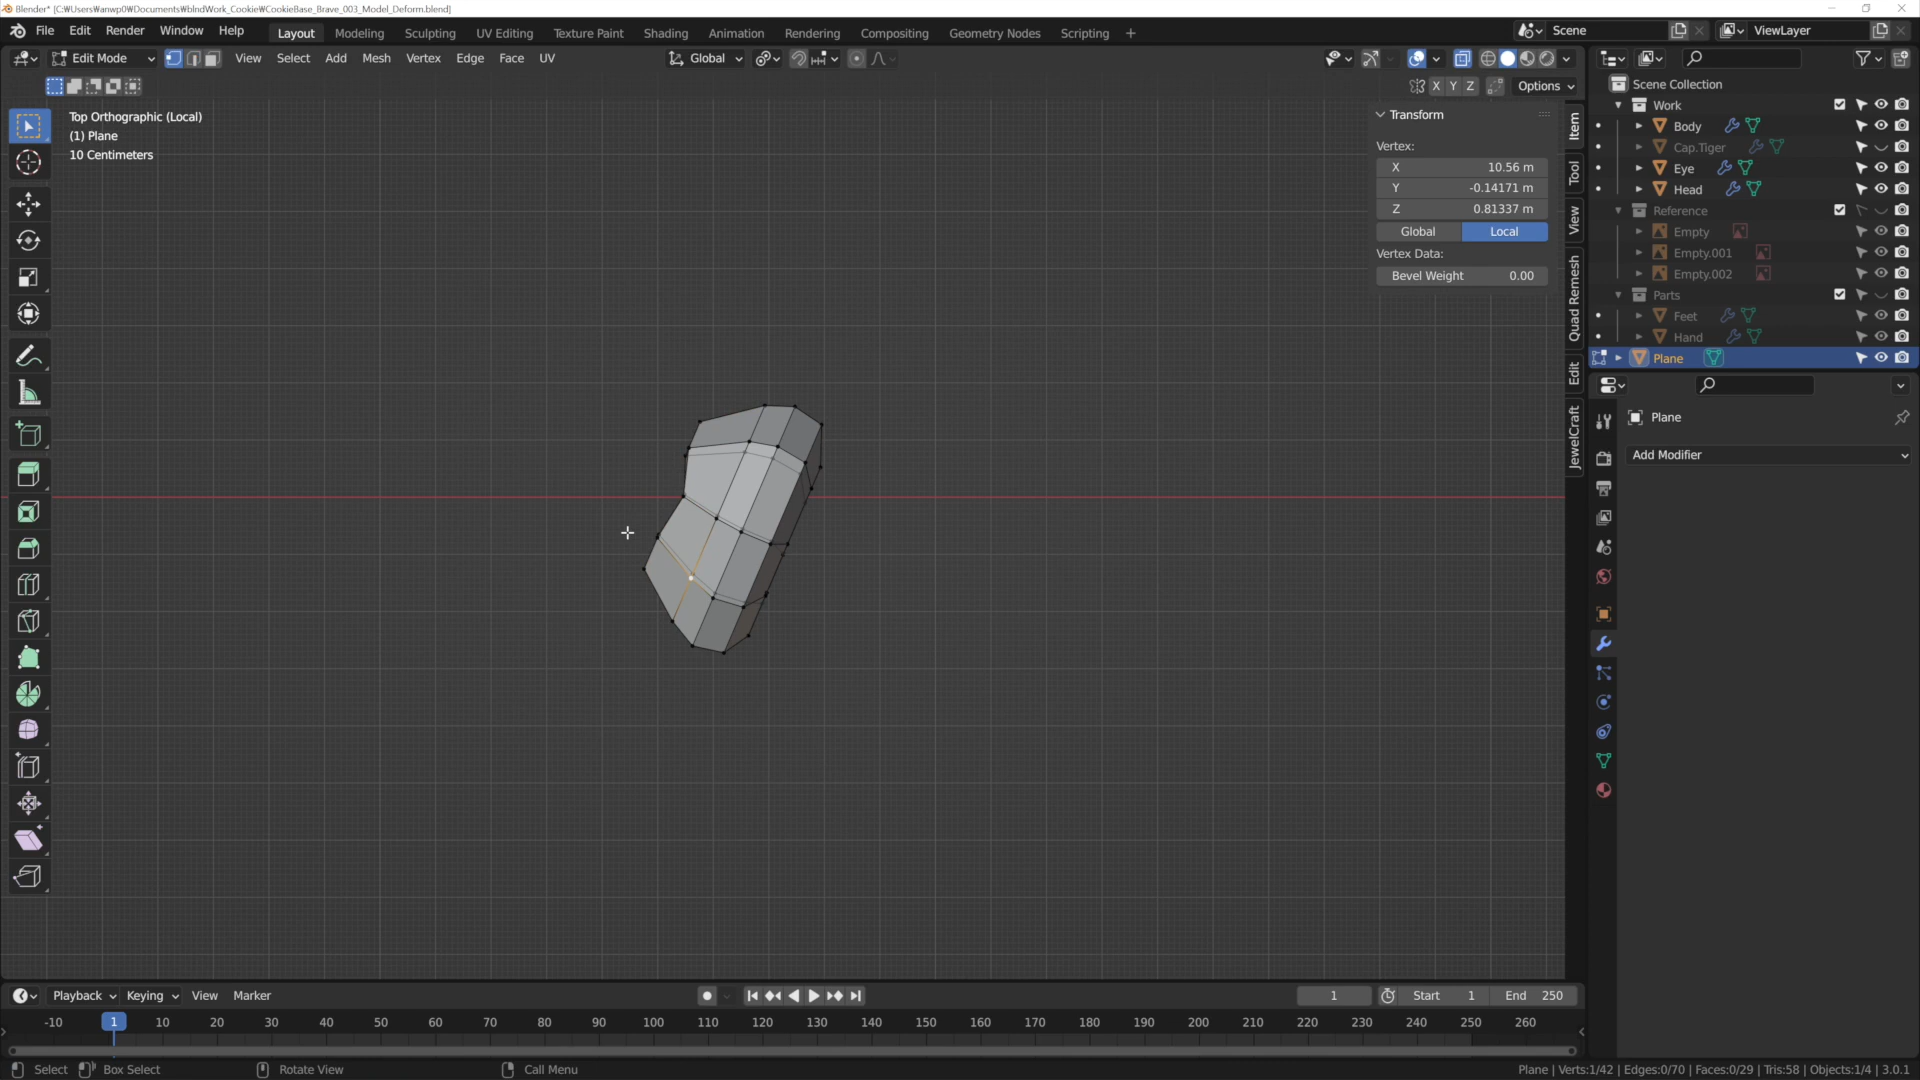 Blender* [C:₩Users₩anwp0₩Documents₩blndWork_Cookie₩CookieBase_Brave_003_Model_Deform.blend]
File Edit Render Window Help Layout Modeling Sculpting UV Editing Texture Paint Shading Animation Rendering Compositing Geometry Nodes Scripting + Scene ViewLayer
Edit Mode View Select Add Mesh Vertex Edge Face UV Global
X Y Z Options
Top Orthographic (Local)
(1) Plane
10 Centimeters
Transform
Vertex:
X 10.56 m
Y -0.14171 m
Z 0.81337 m
Global Local
Vertex Data:
Bevel Weight 0.00
Item
Tool
View
Quad Remesh
Edit
JewelCraft
Scene Collection
Work
Body
Cap.Tiger
Eye
Head
Reference
Empty
Empty.001
Empty.002
Parts
Feet
Hand
Plane
Plane
Add Modifier
Playback Keying View Marker 1 Start 1 End 250
-10 1 10 20 30 40 50 60 70 80 90 100 110 120 130 140 150 160 170 180 190 200 210 220 230 240 250 260
Select Box Select Rotate View Call Menu Plane | Verts:1/42 | Edges:0/70 | Faces:0/29 | Tris:58 | Objects:1/4 | 3.0.1